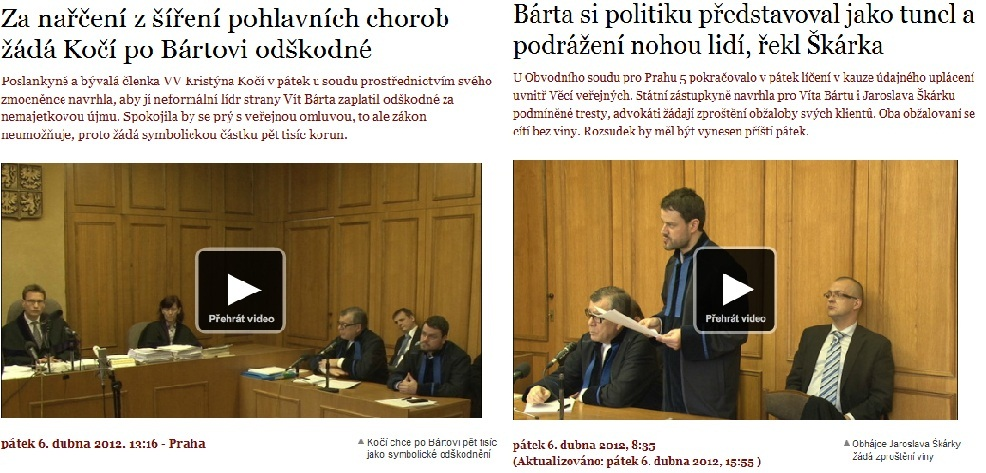 Za nařčení z šíření pohlavních chorob
žádá Kočí po Bártovi odškodné
Poslankyně a bývalá členka VV Kristýna Kočí v pátek u soudu prostřednictvím svého
zmocněnce navrhla, aby jí neformální lídr strany Vít Bárta zaplatil odškodné za
nemajetkovou újmu. Spokojila by se prý s veřejnou omluvou, to ale zákon
neumožňuje, proto žádá symbolickou částku pět tisíc korun.
Přehrát video
pátek 6. dubna 2012, 13:16 - Praha
Kočí chce po Bártovi pět tisíc
jako symbolické odškodnění
Bárta si politiku představoval jako tunel a
podrážení nohou lidí, řekl Škárka
U Obvodního soudu pro Prahu 5 pokračovalo v pátek líčení v kauze údajného uplácení
uvnitř Věcí veřejných. Státní zástupkyně navrhla pro Víta Bártu i Jaroslava Škárku
podmíněné tresty, advokáti žádají zproštění obžaloby svých klientů. Oba obžalovaní se
cítí bez viny. Rozsudek by měl být vynesen příští pátek.
Přehrát video
pátek 6. dubna 2012, 8:35
(Aktualizováno: pátek 6. dubna 2012, 15:55 )
Obhájce Jaroslava Škárky
žádá zproštění viny